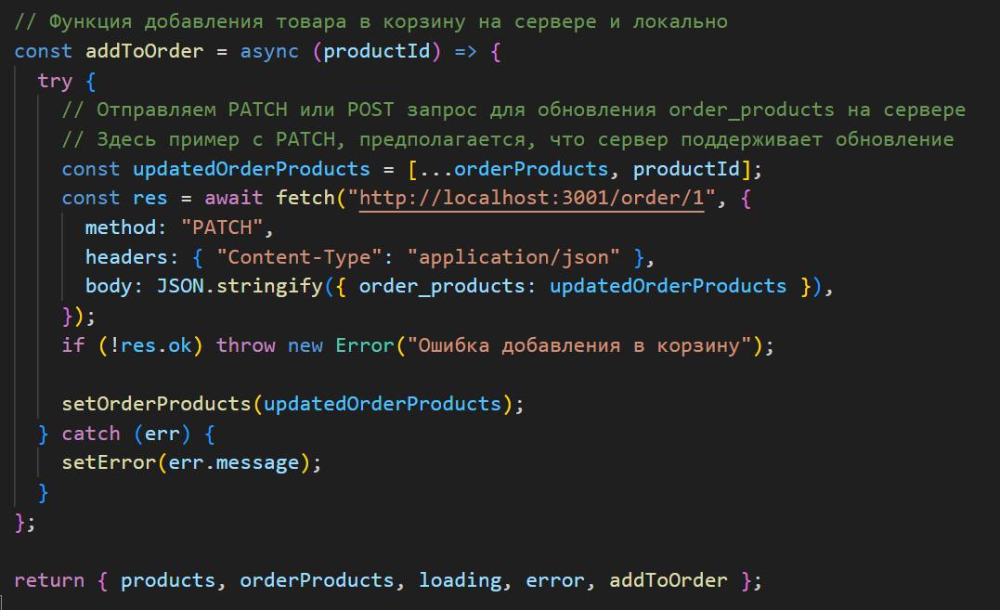 // Функция добавления товара в корзину на сервере и локально
const addToOrder = async (productId) => {
try {
// Отправляем PATCH или POST запрос для обновления order_products на сервере
// Здесь пример с PATCH, предполагается, что сервер поддерживает обновление
const updatedOrderProducts = [...orderProducts, productId];
const res = await fetch("http://localhost:3001/order/1", {
method: "PATCH",
headers: { "Content-Type": "application/json" },
body: JSON.stringify({ order_products: updatedOrderProducts }),
});
if (!res.ok) throw new Error("Ошибка добавления в корзину");
setOrderProducts(updatedOrderProducts);
} catch (err) {
setError(err.message);
}
};
return { products, orderProducts, loading, error, addToOrder };